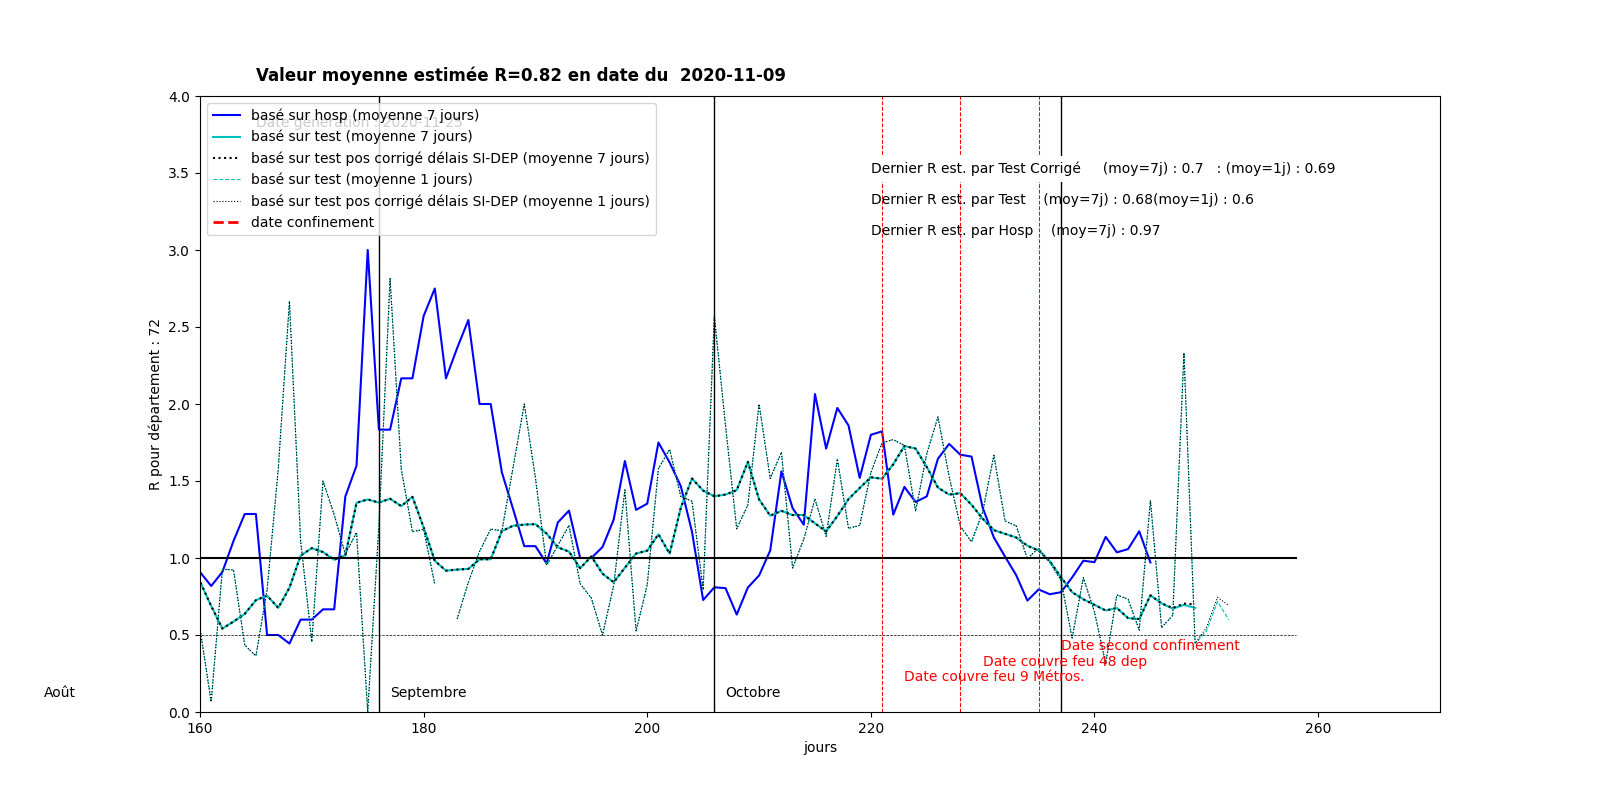 Valeur moyenne estimée R=0.82 en date du  2020-11-09
4.0
3.5
3.0
2.5
2.0
1.5
1.0
0.5
0.0
R pour département : 72
basé sur hosp (moyenne 7 jours)
basé sur test (moyenne 7 jours)
basé sur test pos corrigé délais SI-DEP (moyenne 7 jours)
basé sur test (moyenne 1 jours)
basé sur test pos corrigé délais SI-DEP (moyenne 1 jours)
date confinement
Dernier R est. par Test Corrigé     (moy=7j) : 0.7   : (moy=1j) : 0.69
Dernier R est. par Test    (moy=7j) : 0.68(moy=1j) : 0.6
Dernier R est. par Hosp    (moy=7j) : 0.97
Date second confinement
Date couvre feu 48 dep
Date couvre feu 9 Métros.
Août
Septembre
Octobre
160
180
200
220
240
260
jours